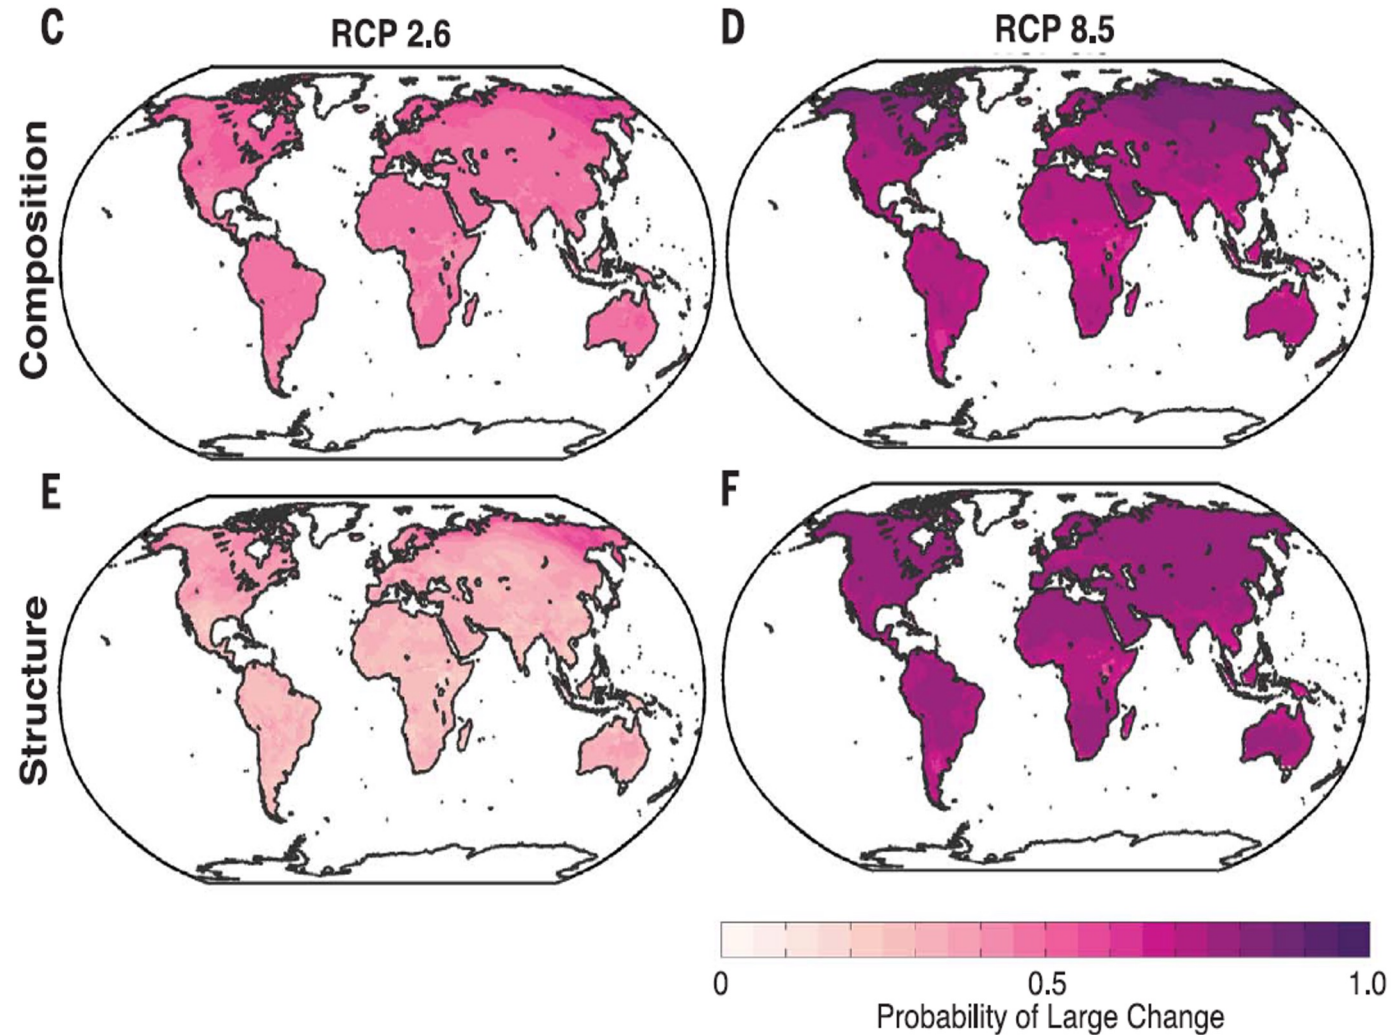 C RCP 2.6 D RCP 8.5
Composition
E F
Structure
0 0.5 1.0
Probability of Large Change